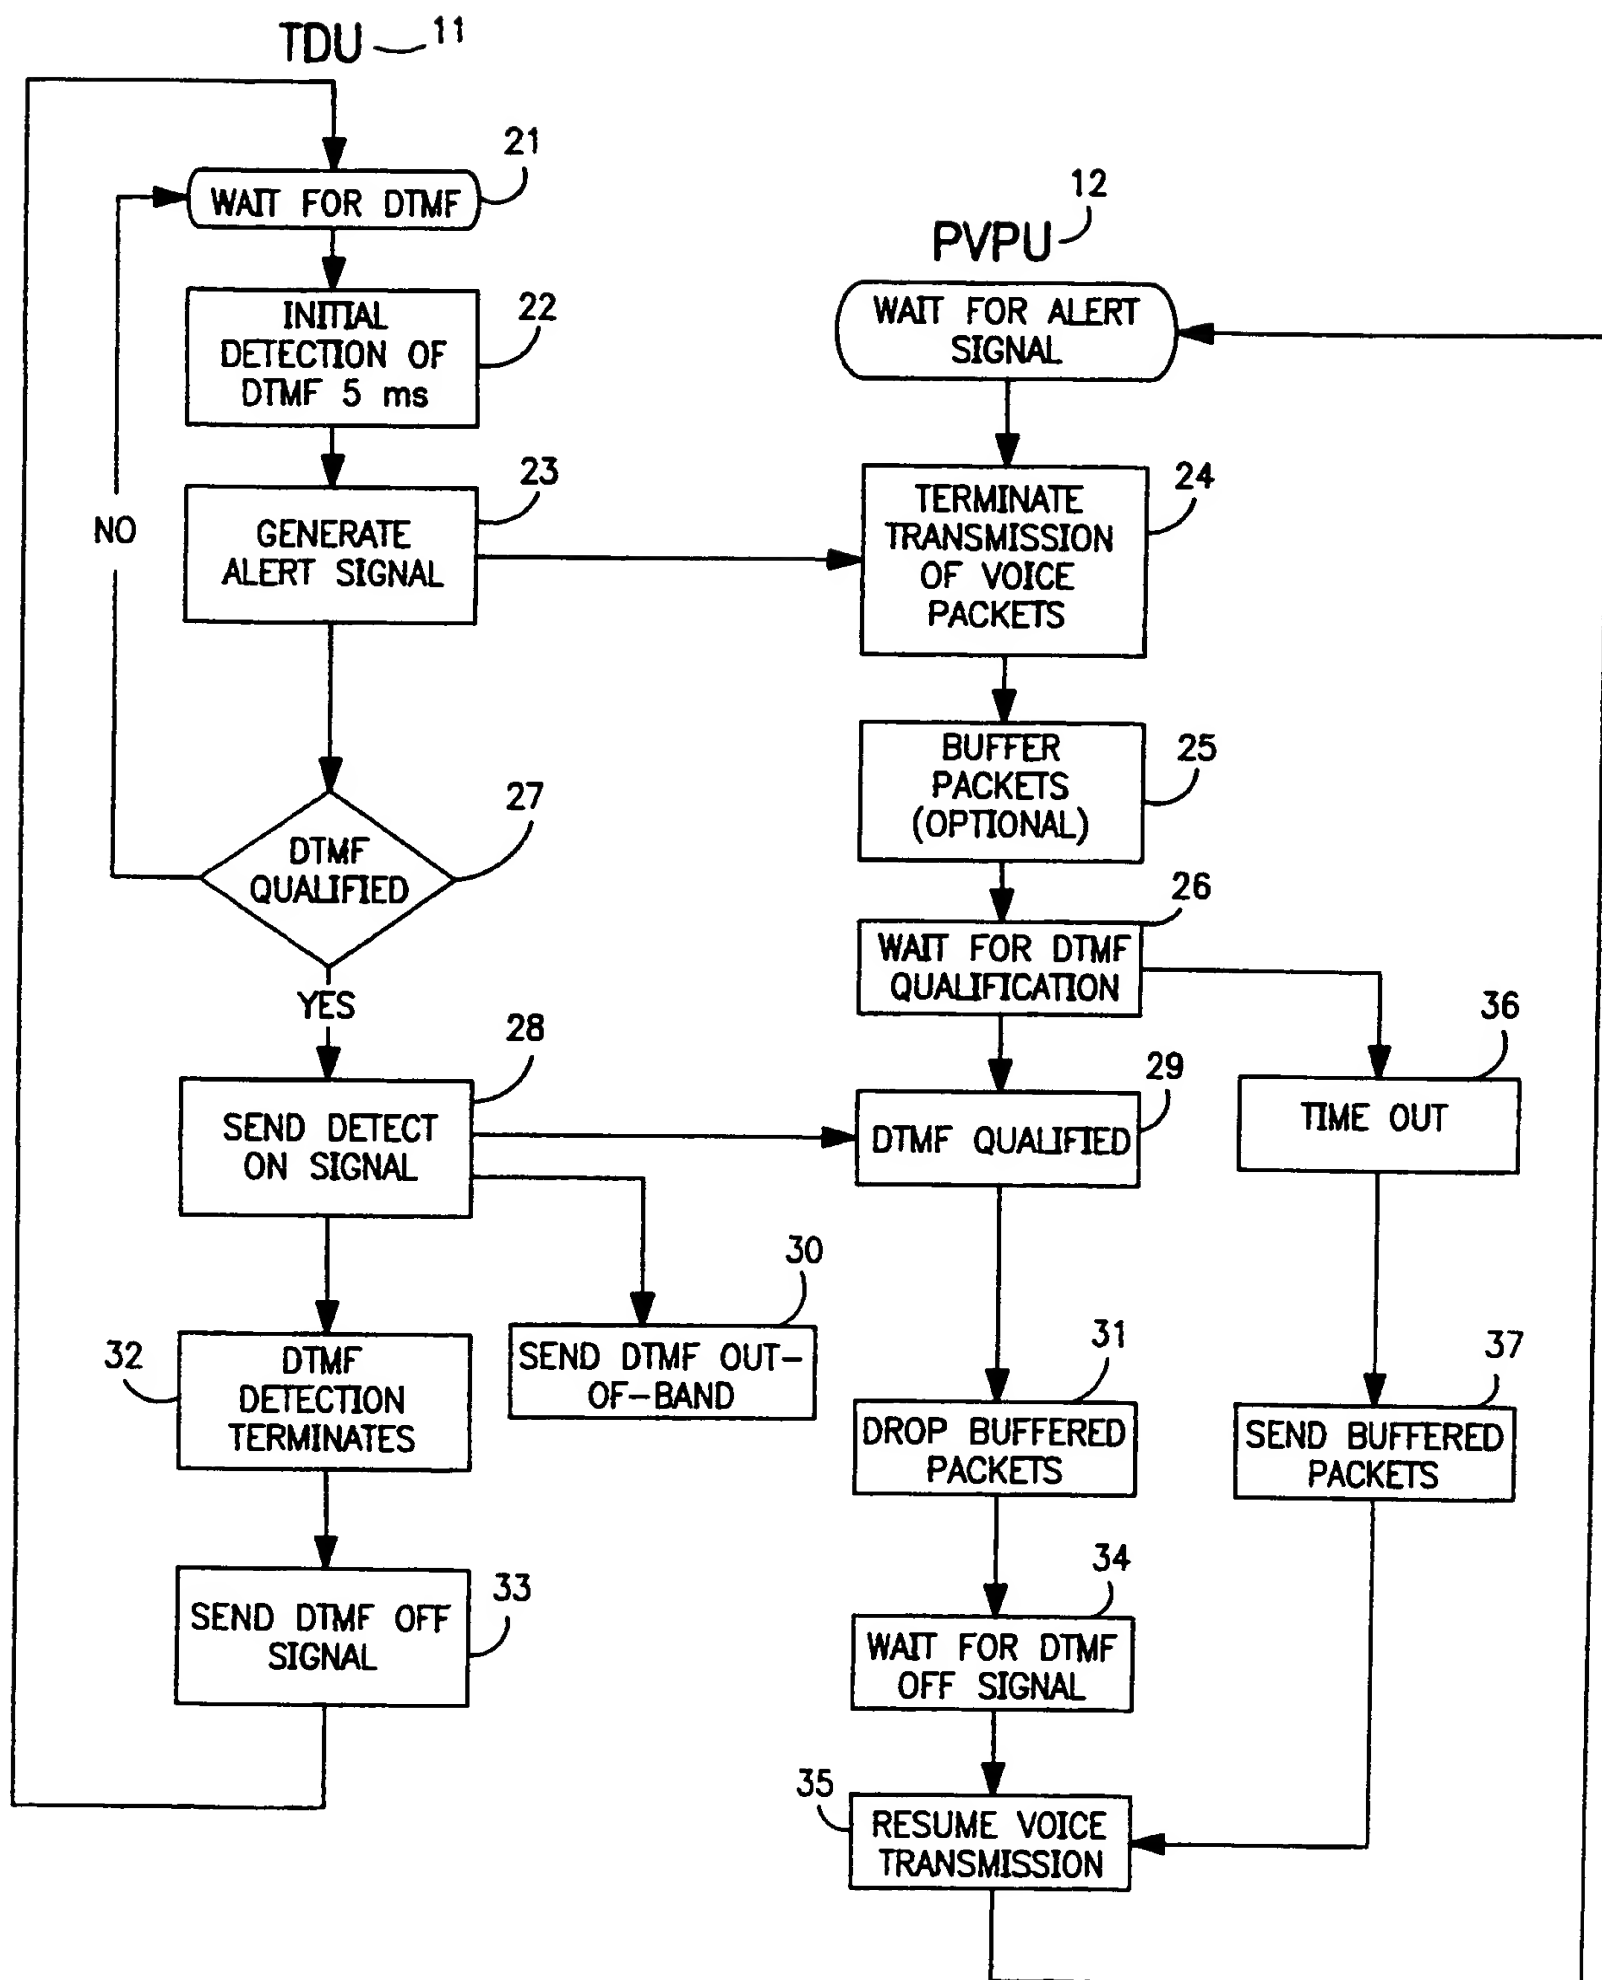 TDU 11
21
WAIT FOR DTMF
22
INITIAL
DETECTION OF
DTMF 5 ms
23
GENERATE
ALERT SIGNAL
NO
27
DTMF
QUALIFIED
YES
28
SEND DETECT
ON SIGNAL
30
SEND DTMF OUT-
OF-BAND
32
DTMF
DETECTION
TERMINATES
33
SEND DTMF OFF
SIGNAL
12
PVPU
WAIT FOR ALERT
SIGNAL
24
TERMINATE
TRANSMISSION
OF VOICE
PACKETS
25
BUFFER
PACKETS
(OPTIONAL)
26
WAIT FOR DTMF
QUALIFICATION
29
DTMF QUALIFIED
31
DROP BUFFERED
PACKETS
34
WAIT FOR DTMF
OFF SIGNAL
35
RESUME VOICE
TRANSMISSION
36
TIME OUT
37
SEND BUFFERED
PACKETS